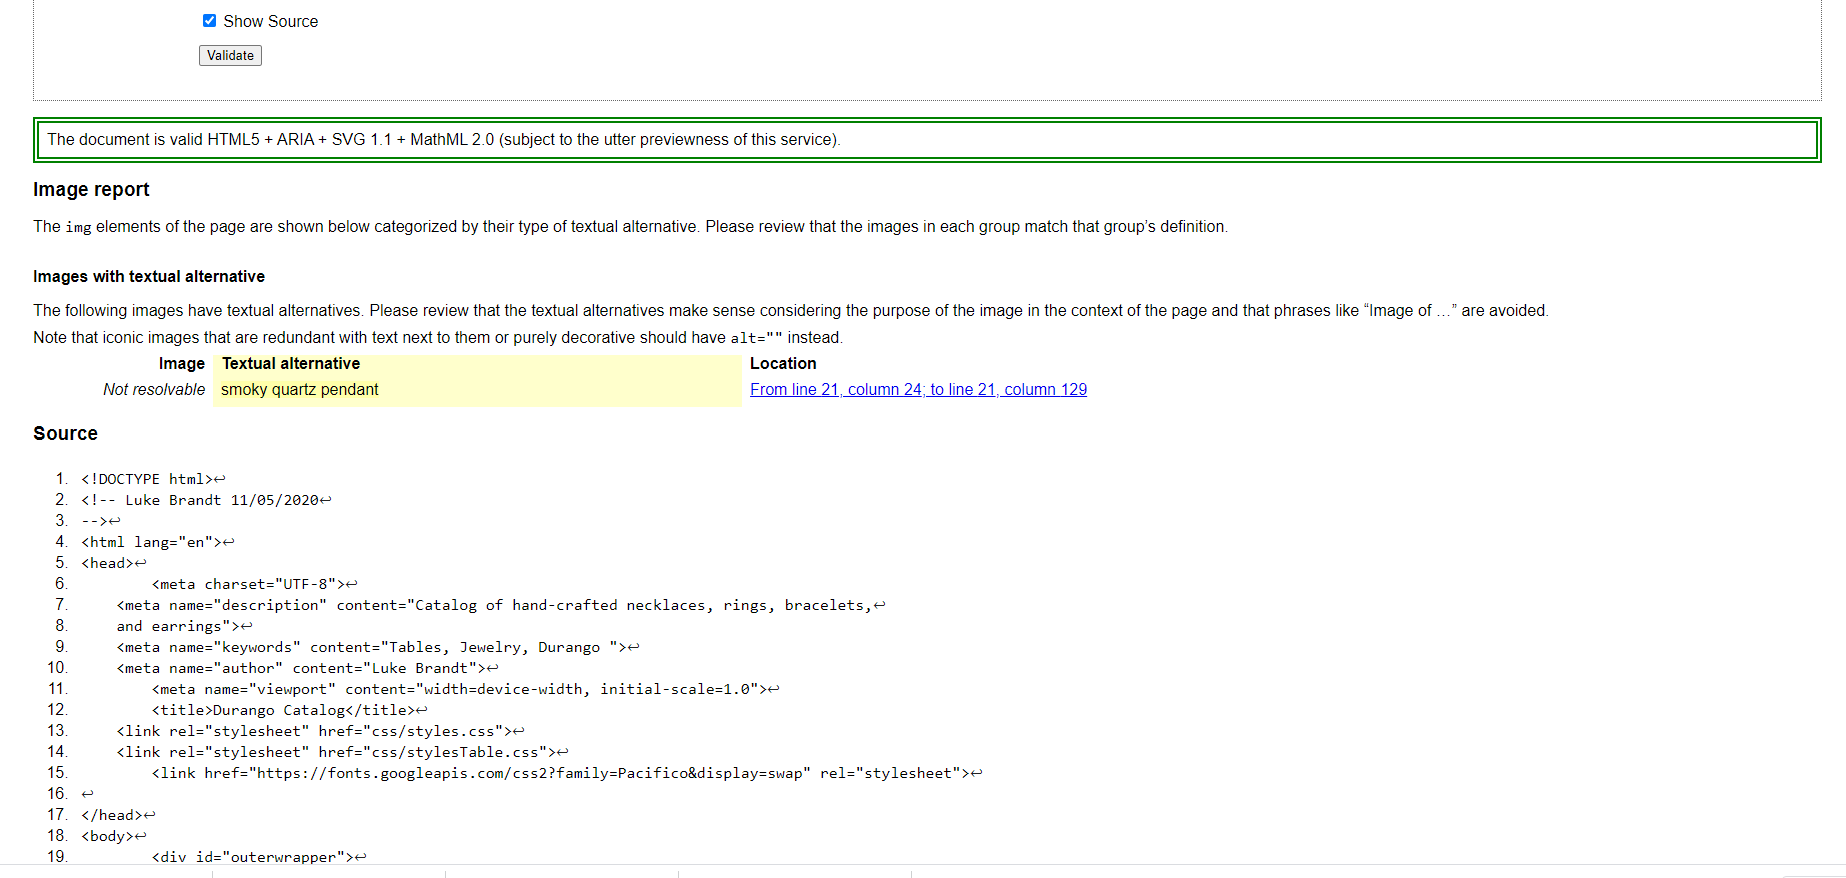 Show Source
Validate
The document is valid HTML5 + ARIA + SVG 1.1 + MathML 2.0 (subject to the utter previewness of this service).
Image report
The img elements of the page are shown below categorized by their type of textual alternative. Please review that the images in each group match that group’s definition.
Images with textual alternative
The following images have textual alternatives. Please review that the textual alternatives make sense considering the purpose of the image in the context of the page and that phrases like “Image of …” are avoided.
Note that iconic images that are redundant with text next to them or purely decorative should have alt="" instead.
Image Textual alternative Location
Not resolvable smoky quartz pendant From line 21, column 24; to line 21, column 129
Source
1. <!DOCTYPE html>↩
2. <!-- Luke Brandt 11/05/2020↩
3. -->↩
4. <html lang="en">↩
5. <head>↩
6. <meta charset="UTF-8">↩
7. <meta name="description" content="Catalog of hand-crafted necklaces, rings, bracelets,↩
8. and earrings">↩
9. <meta name="keywords" content="Tables, Jewelry, Durango ">↩
10. <meta name="author" content="Luke Brandt">↩
11. <meta name="viewport" content="width=device-width, initial-scale=1.0">↩
12. <title>Durango Catalog</title>↩
13. <link rel="stylesheet" href="css/styles.css">↩
14. <link rel="stylesheet" href="css/stylesTable.css">↩
15. <link href="https://fonts.googleapis.com/css2?family=Pacifico&display=swap" rel="stylesheet">↩
16. ↩
17. </head>↩
18. <body>↩
19. <div id="outerwrapper">↩